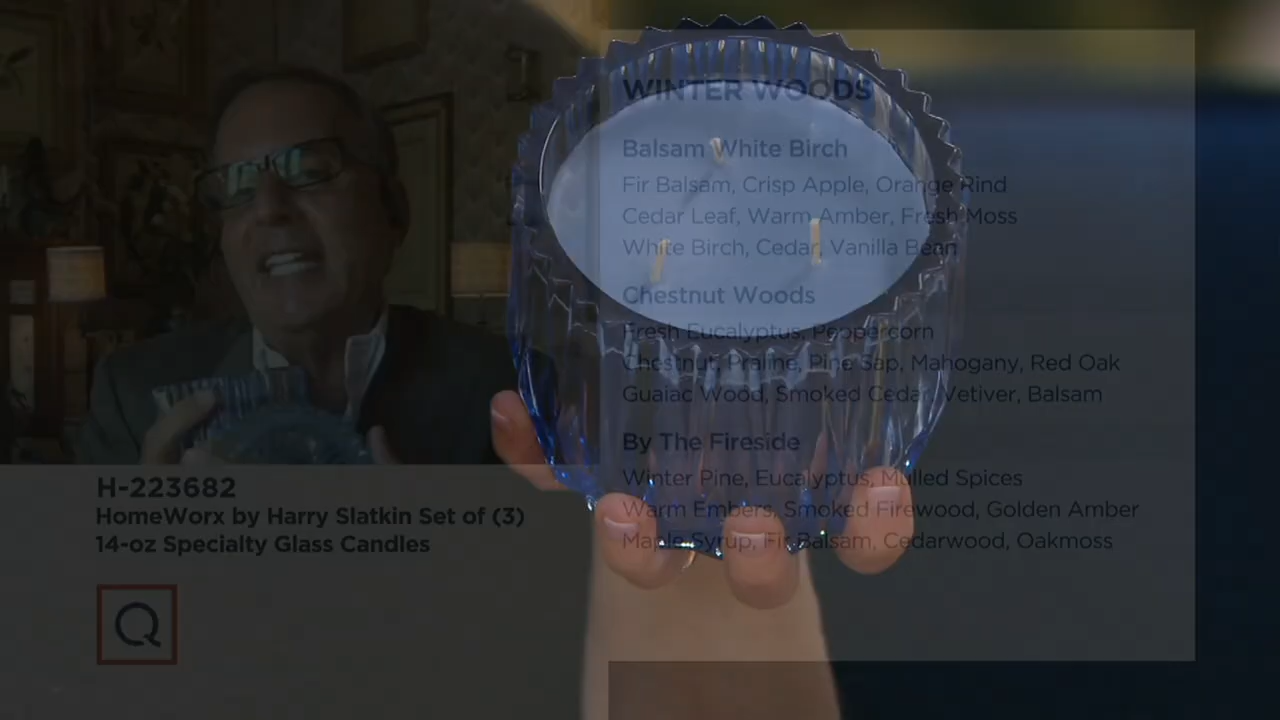 WINTER WOODS
Balsam White Birch
Fir Balsam, Crisp Apple, Orange Rind
Cedar Leaf, Warm Amber, Fresh Moss
White Birch, Cedar, Vanilla Bean
Chestnut Woods
Fresh Eucalyptus, Peppercorn
Chestnut, Praline, Pine Sap, Mahogany, Red Oak
Guaiac Wood, Smoked Cedar, Vetiver, Balsam
By The Fireside
Winter Pine, Eucalyptus, Mulled Spices
Warm Embers, Smoked Firewood, Golden Amber
Maple Syrup, Fir Balsam, Cedarwood, Oakmoss
H-223682
HomeWorx by Harry Slatkin Set of (3)
14-oz Specialty Glass Candles
Q